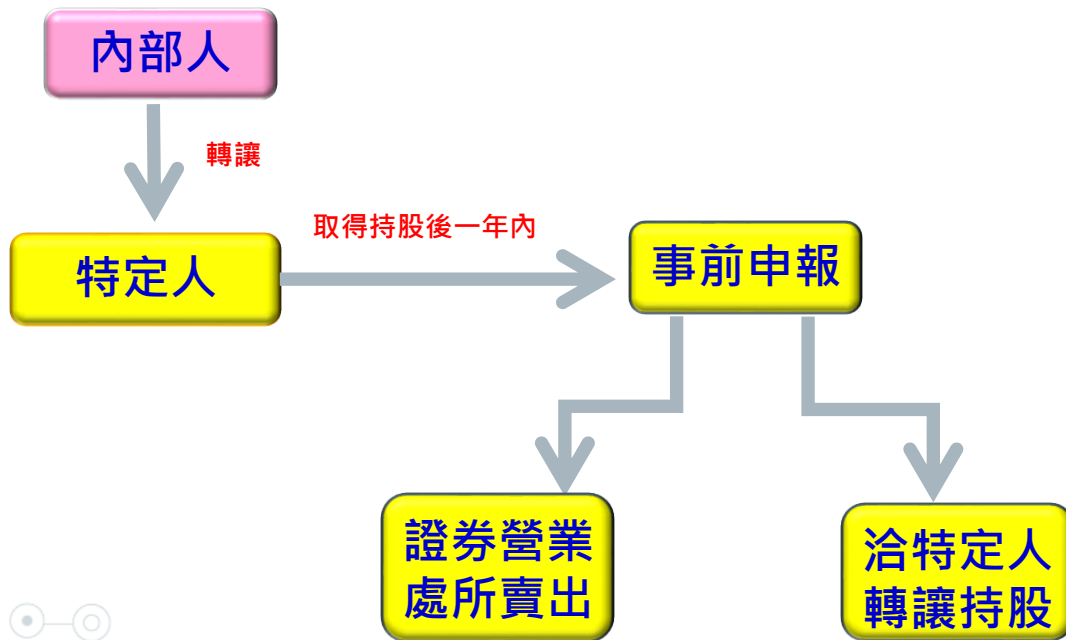 內部人
轉讓
取得持股後一年內
特定人
事前申報
證券營業
處所賣出
洽特定人
轉讓持股